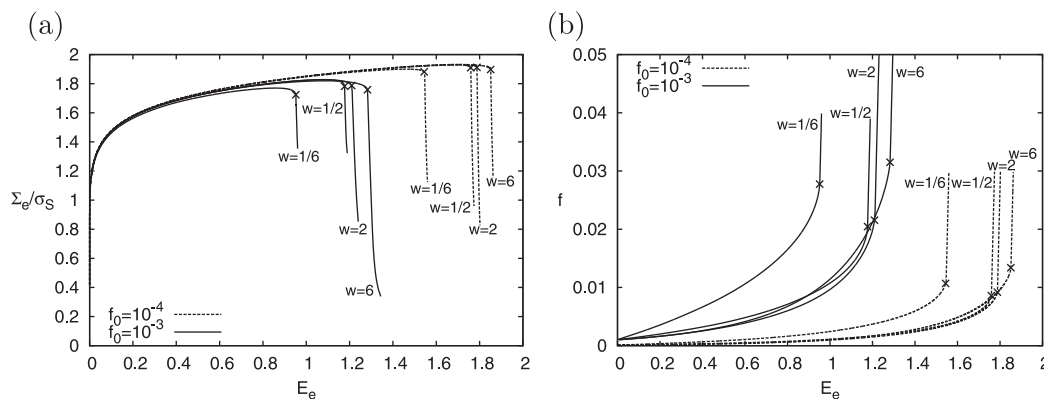 (a)
2
1.8
1.6
1.4
1.2
Σe/σS
1
0.8
0.6
0.4
0.2
0
0 0.2 0.4 0.6 0.8 1 1.2 1.4 1.6 1.8 2
Ee
w=1/2
w=1/6
w=2
w=6
w=1/6
w=1/2
w=2
w=6
f0=10-4
f0=10-3
(b)
0.05
0.04
0.03
f
0.02
0.01
0
0 0.2 0.4 0.6 0.8 1 1.2 1.4 1.6 1.8 2
Ee
f0=10-4
f0=10-3
w=2
w=6
w=1/6
w=1/2
w=6
w=2
w=1/6
w=1/2